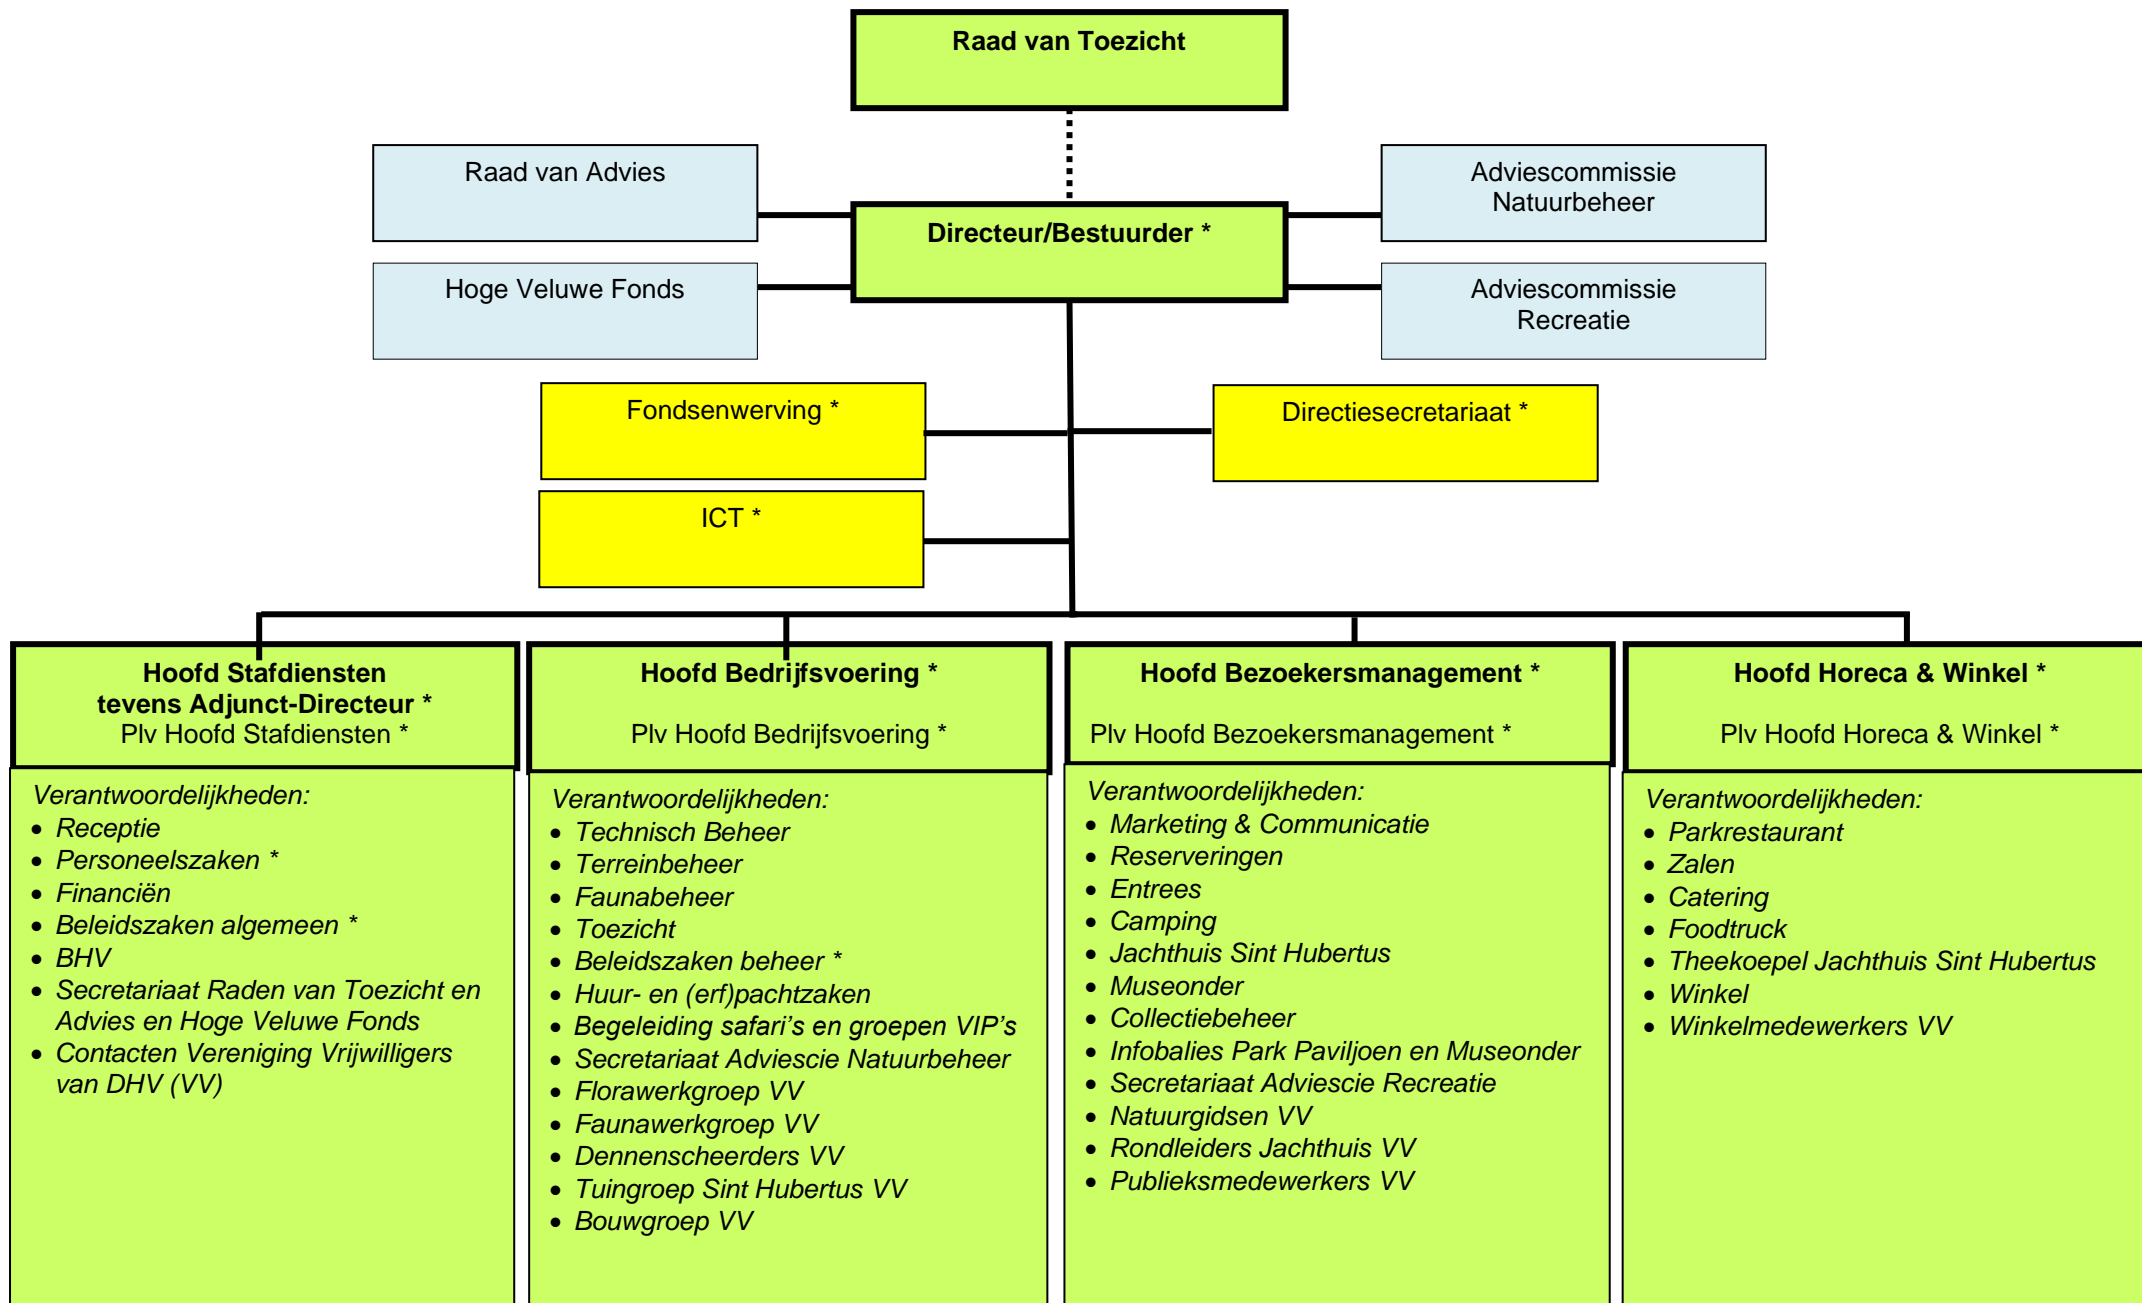 Raad van Toezicht
Raad van Advies
Adviescommissie
Natuurbeheer
Directeur/Bestuurder *
Hoge Veluwe Fonds
Adviescommissie
Recreatie
Fondsenwerving *
Directiesecretariaat *
ICT *
Hoofd Stafdiensten
tevens Adjunct-Directeur *
Plv Hoofd Stafdiensten *
Verantwoordelijkheden:
• Receptie
• Personeelszaken *
• Financiën
• Beleidszaken algemeen *
• BHV
• Secretariaat Raden van Toezicht en
Advies en Hoge Veluwe Fonds
• Contacten Vereniging Vrijwilligers
van DHV (VV)
Hoofd Bedrijfsvoering *
Plv Hoofd Bedrijfsvoering *
Verantwoordelijkheden:
• Technisch Beheer
• Terreinbeheer
• Faunabeheer
• Toezicht
• Beleidszaken beheer *
• Huur- en (erf)pachtzaken
• Begeleiding safari's en groepen VIP's
• Secretariaat Adviescie Natuurbeheer
• Florawerkgroep VV
• Faunawerkgroep VV
• Dennenscheerders VV
• Tuingroep Sint Hubertus VV
• Bouwgroep VV
Hoofd Bezoekersmanagement *
Plv Hoofd Bezoekersmanagement *
Verantwoordelijkheden:
• Marketing & Communicatie
• Reserveringen
• Entrees
• Camping
• Jachthuis Sint Hubertus
• Museonder
• Collectiebeheer
• Infobalies Park Paviljoen en Museonder
• Secretariaat Adviescie Recreatie
• Natuurgidsen VV
• Rondleiders Jachthuis VV
• Publieksmedewerkers VV
Hoofd Horeca & Winkel *
Plv Hoofd Horeca & Winkel *
Verantwoordelijkheden:
• Parkrestaurant
• Zalen
• Catering
• Foodtruck
• Theekoepel Jachthuis Sint Hubertus
• Winkel
• Winkelmedewerkers VV